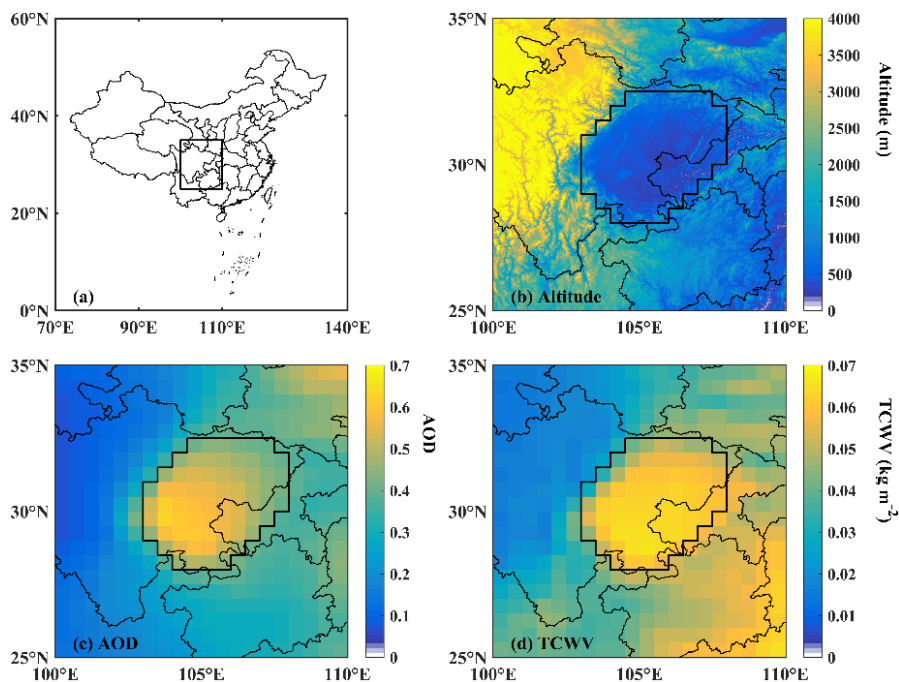 60°N
40°N
20°N
0°N
70°E
90°E
110°E
140°E
(a)
35°N
30°N
25°N
100°E
105°E
110°E
(b) Altitude
4000
3500
3000
2500
2000
1500
1000
500
0
Altitude (m)
35°N
30°N
25°N
100°E
105°E
110°E
(c) AOD
0.7
0.6
0.5
0.4
0.3
0.2
0.1
0
AOD
35°N
30°N
25°N
100°E
105°E
110°E
(d) TCWV
0.07
0.06
0.05
0.04
0.03
0.02
0.01
0
TCWV (kg m⁻²)